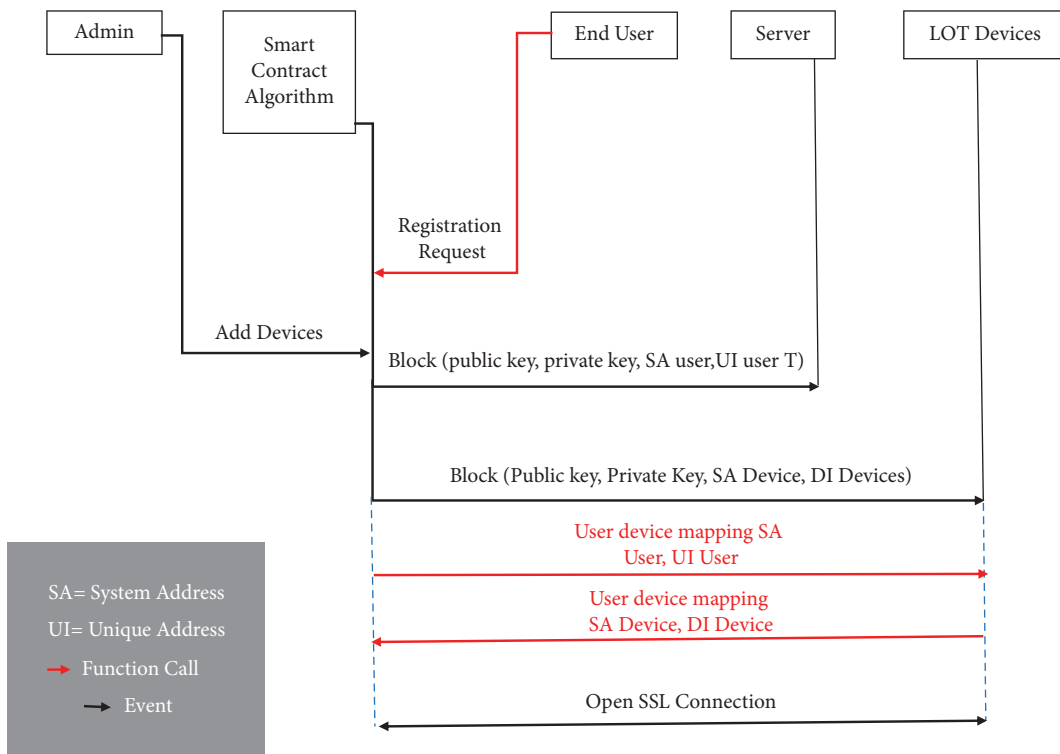 Admin
Smart
Contract
Algorithm
End User
Server
LOT Devices
Registration
Request
Add Devices
Block (public key, private key, SA user,UI user T)
Block (Public key, Private Key, SA Device, DI Devices)
User device mapping SA
User, UI User
User device mapping
SA Device, DI Device
Open SSL Connection
SA= System Address
UI= Unique Address
Function Call
Event